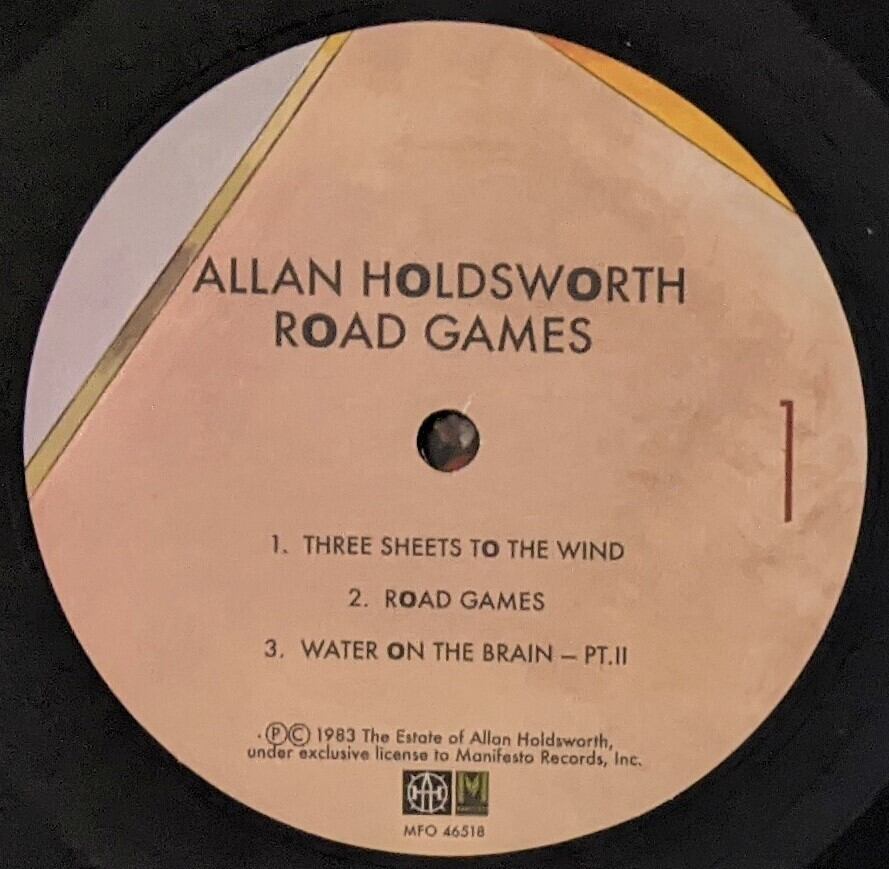 ALLAN HOLDSWORTH
ROAD GAMES
1
1. THREE SHEETS TO THE WIND
2. ROAD GAMES
3. WATER ON THE BRAIN – PT.II
Ⓟ© 1983 The Estate of Allan Holdsworth,
under exclusive license to Manifesto Records, Inc.
MFO 46518